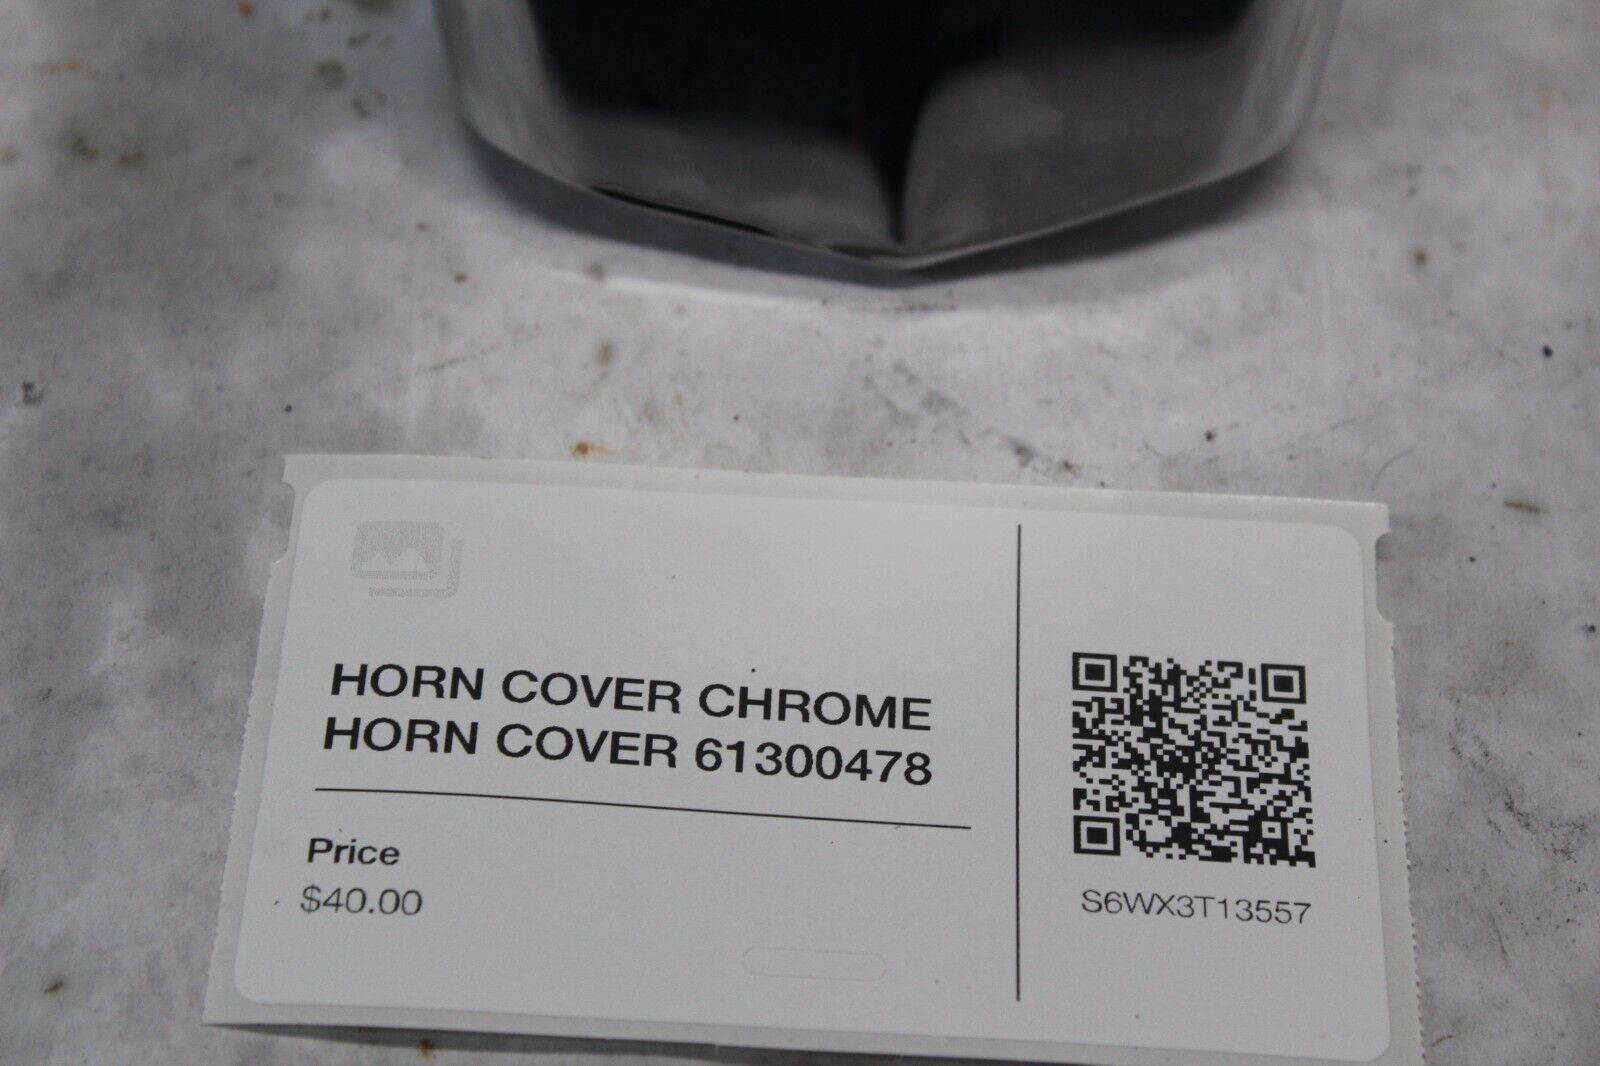 HORN COVER CHROME
HORN COVER 61300478
Price
$40.00
S6WX3T13557